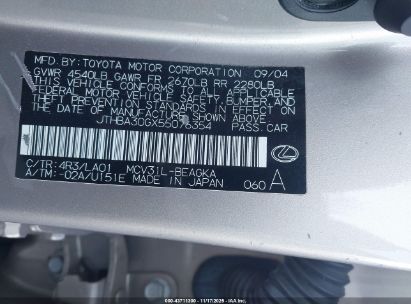 MFD. BY: TOYOTA MOTOR CORPORATION 09/04
GVWR 4540LB GAWR FR 2670LB RR 2280LB
THIS VEHICLE CONFORMS TO ALL APPLICABLE
FEDERAL MOTOR VEHICLE SAFETY, BUMPER, AND
THEFT PREVENTION STANDARDS IN EFFECT ON
THE DATE OF MANUFACTURE SHOWN ABOVE.
JTHBA30GX55076354 PASS. CAR
C/TR: 4R3/LA01 MCV31L-BEAGKA
A/TM: -02A/U151E MADE IN JAPAN 060 A